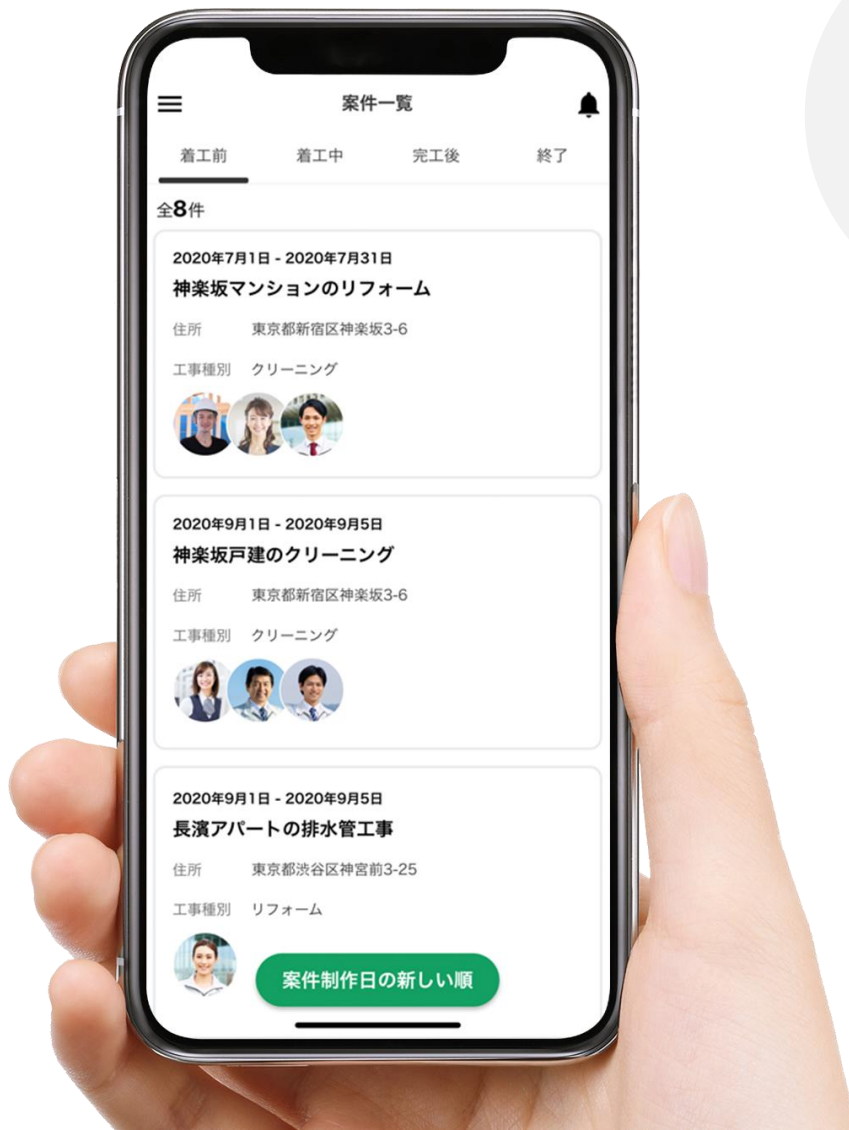 案件一覧
着工前 着工中 完工後 終了
全8件
2020年7月1日 - 2020年7月31日
神楽坂マンションのリフォーム
住所 東京都新宿区神楽坂3-6
工事種別 クリーニング
2020年9月1日 - 2020年9月5日
神楽坂戸建のクリーニング
住所 東京都新宿区神楽坂3-6
工事種別 クリーニング
2020年9月1日 - 2020年9月5日
長濱アパートの排水管工事
住所 東京都渋谷区神宮前3-25
工事種別 リフォーム
案件制作日の新しい順